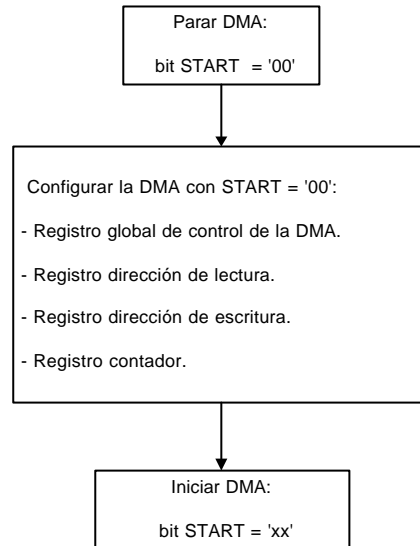 Parar DMA:
bit START = '00'
Configurar la DMA con START = '00':
- Registro global de control de la DMA.
- Registro dirección de lectura.
- Registro dirección de escritura.
- Registro contador.
Iniciar DMA:
bit START = 'xx'